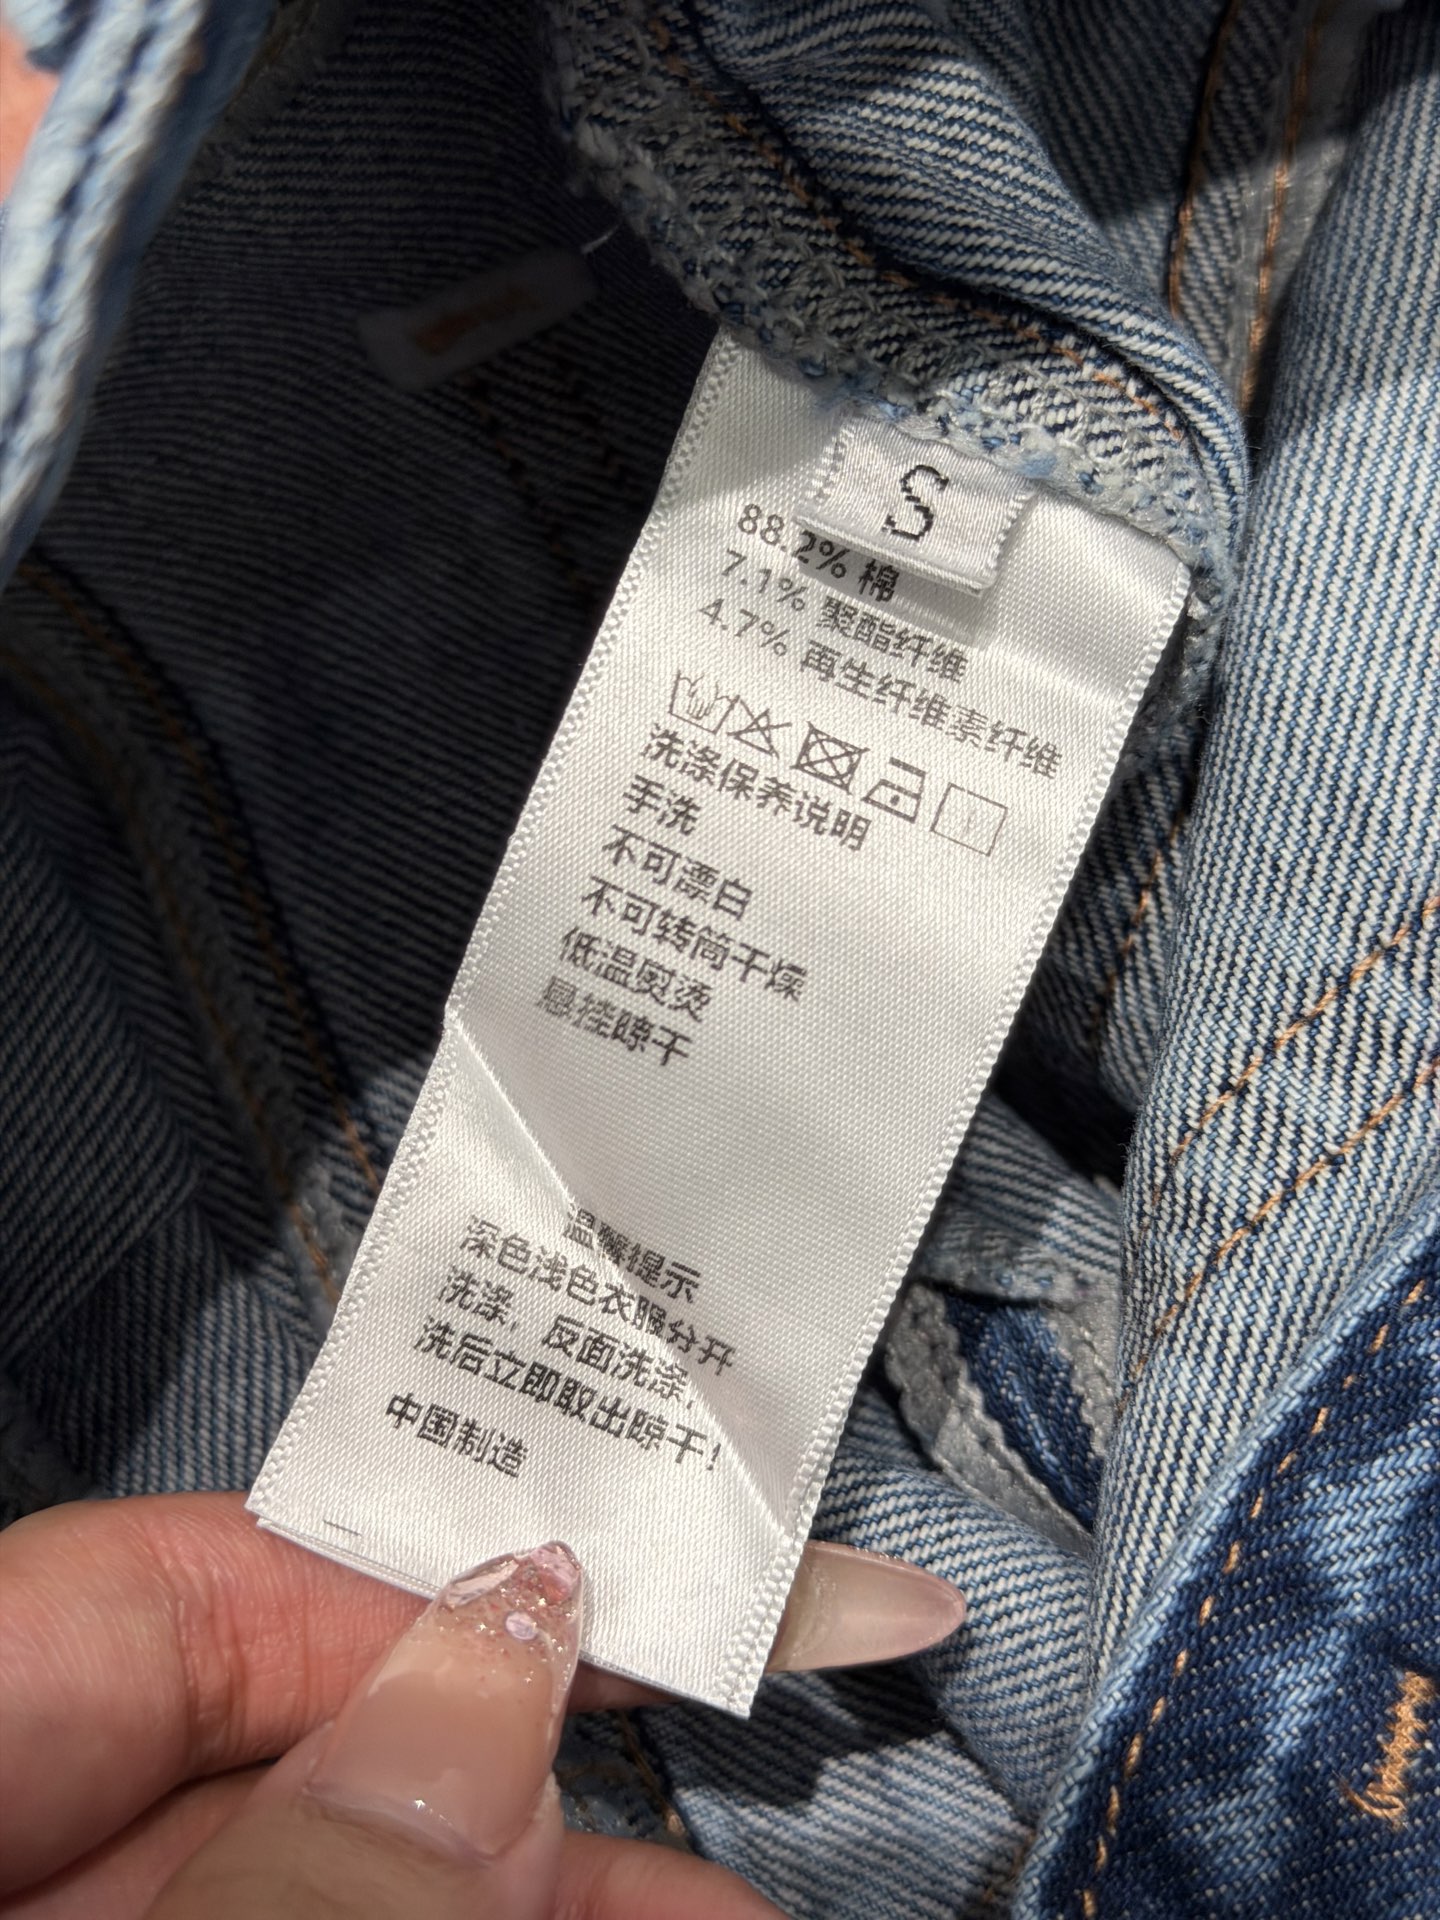 S
88.2% 棉
7.1% 聚酯纤维
4.7% 再生纤维素纤维
洗涤保养说明
手洗
不可漂白
不可转筒干燥
低温熨烫
悬挂晾干
温馨提示
深色浅色衣服分开
洗涤，反面洗涤，
洗后立即取出晾干！
中国制造